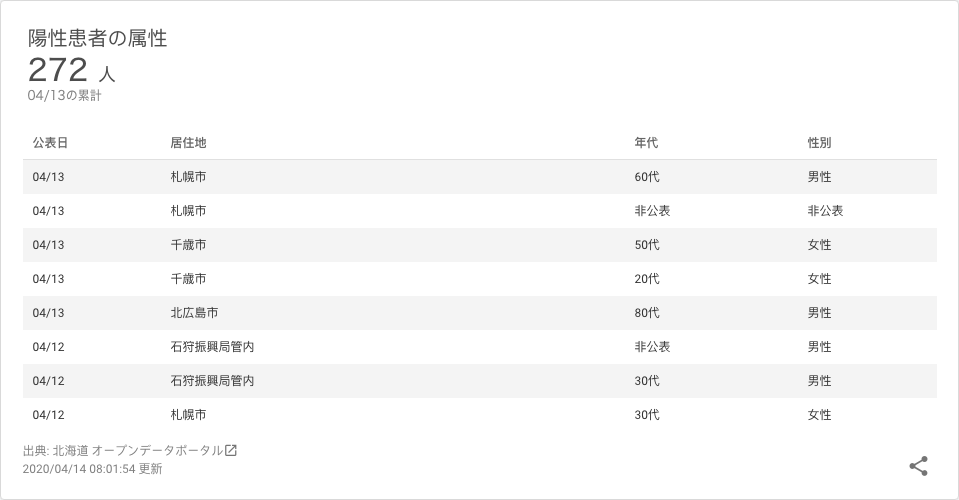 陽性患者の属性
272 人
04/13の累計
公表日 居住地 年代 性別
04/13 札幌市 60代 男性
04/13 札幌市 非公表 非公表
04/13 千歳市 50代 女性
04/13 千歳市 20代 女性
04/13 北広島市 80代 男性
04/12 石狩振興局管内 非公表 男性
04/12 石狩振興局管内 30代 男性
04/12 札幌市 30代 女性
出典: 北海道 オープンデータポータル
2020/04/14 08:01:54 更新